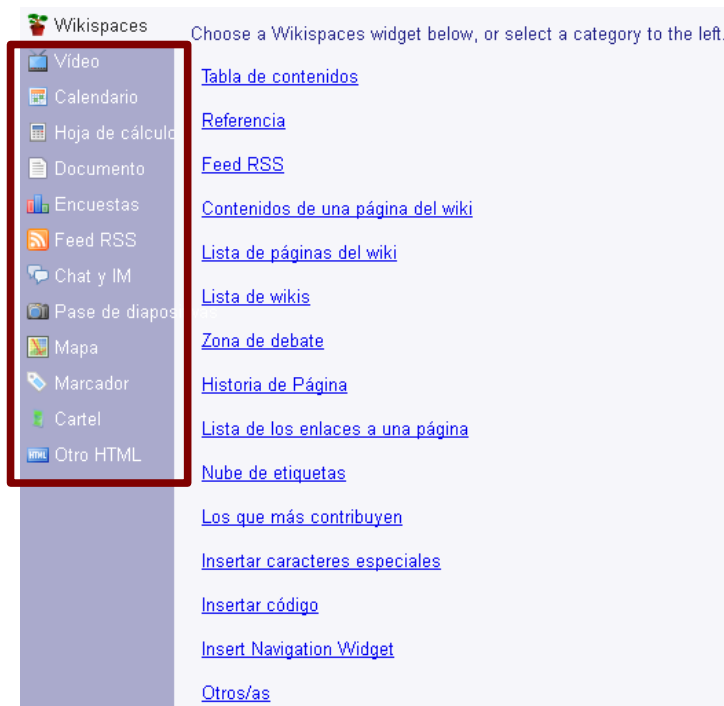 Wikispaces
Vídeo
Calendario
Hoja de cálculo
Documento
Encuestas
Feed RSS
Chat y IM
Pase de diapositivas
Mapa
Marcador
Cartel
HTML Otro HTML
Choose a Wikispaces widget below, or select a category to the left.
Tabla de contenidos
Referencia
Feed RSS
Contenidos de una página del wiki
Lista de páginas del wiki
Lista de wikis
Zona de debate
Historia de Página
Lista de los enlaces a una página
Nube de etiquetas
Los que más contribuyen
Insertar caracteres especiales
Insertar código
Insert Navigation Widget
Otros/as